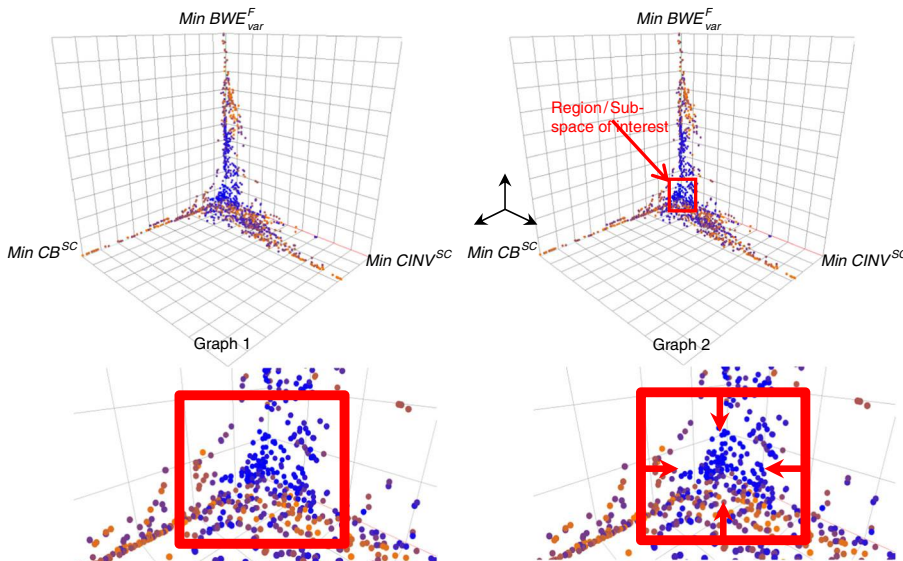 Min BWE^F_var
Min BWE^F_var
Region/Sub-
space of interest
Min CB^SC
Min CINV^SC
Min CB^SC
Min CINV^SC
Graph 1
Graph 2